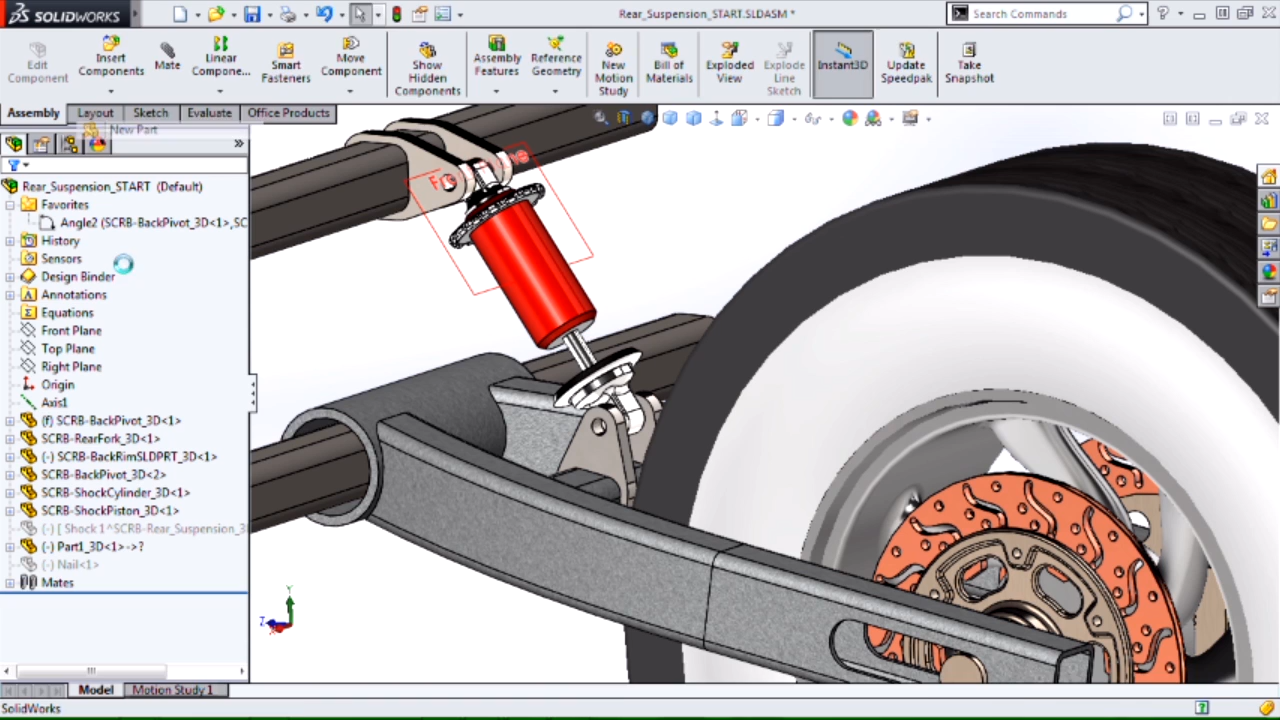 SOLIDWORKS
Rear_Suspension_START.SLDASM *
Search Commands
Edit Component
Insert Components
Mate
Linear Compone...
Smart Fasteners
Move Component
Show Hidden Components
Assembly Features
Reference Geometry
New Motion Study
Bill of Materials
Exploded View
Explode Line Sketch
Instant3D
Update Speedpak
Take Snapshot
Assembly
Layout
Sketch
Evaluate
Office Products
New Part
Rear_Suspension_START (Default)
Favorites
Angle2 (SCRB-BackPivot_3D<1>,SC
History
Sensors
Design Binder
Annotations
Equations
Front Plane
Top Plane
Right Plane
Origin
Axis1
(f) SCRB-BackPivot_3D<1>
SCRB-RearFork_3D<1>
(-) SCRB-BackRimSLDPRT_3D<1>
SCRB-BackPivot_3D<2>
SCRB-ShockCylinder_3D<1>
SCRB-ShockPiston_3D<1>
(-) [ Shock 1^SCRB-Rear_Suspension_3
(-) Part1_3D<1> ->?
(-) Nail<1>
Mates
Y
Z
Model
Motion Study 1
SolidWorks